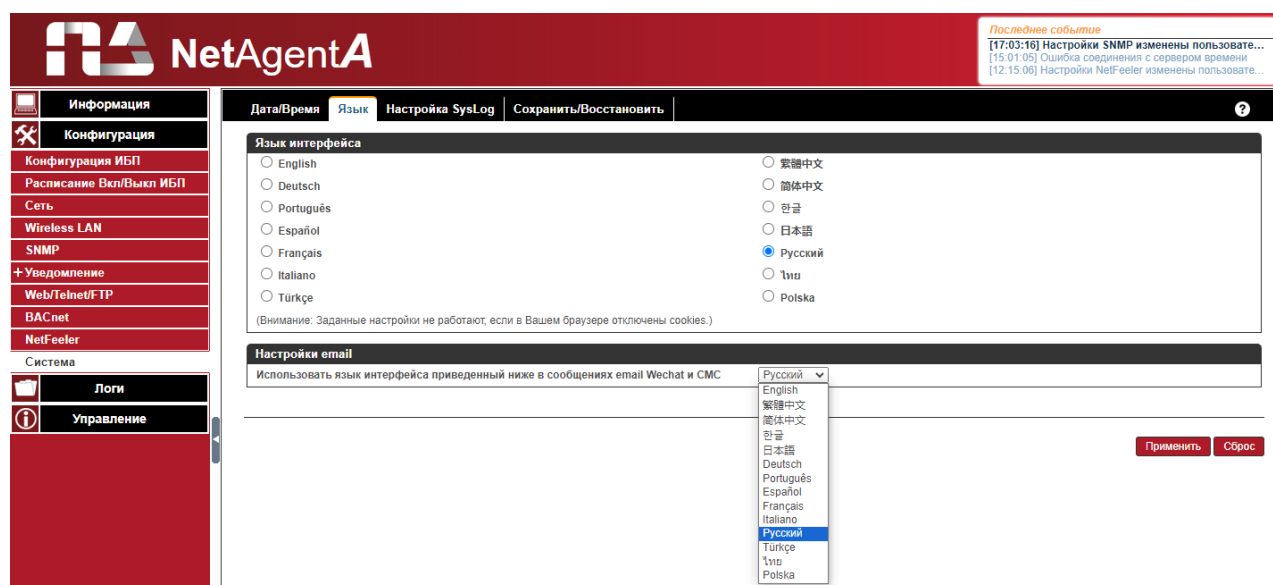 NetAgentA
Последнее событие
[17:03:16] Настройки SNMP изменены пользовате...
[15:01:05] Ошибка соединения с сервером времени
[12:15:06] Настройки NetFeeler изменены пользовате...
Информация
Конфигурация
Конфигурация ИБП
Расписание Вкл/Выкл ИБП
Сеть
Wireless LAN
SNMP
+ Уведомление
Web/Telnet/FTP
BACnet
NetFeeler
Система
Логи
Управление
Дата/Время Язык Настройка SysLog Сохранить/Восстановить ?
Язык интерфейса
English 繁體中文
Deutsch 简体中文
Português 한글
Español 日本語
Français Русский
Italiano ไทย
Türkçe Polska
(Внимание: Заданные настройки не работают, если в Вашем браузере отключены cookies.)
Настройки email
Использовать язык интерфейса приведенный ниже в сообщениях email Wechat и СМС Русский
English
繁體中文
简体中文
한글
日本語
Deutsch
Português
Español
Français
Italiano
Русский
Türkçe
ไทย
Polska
Применить Сброс